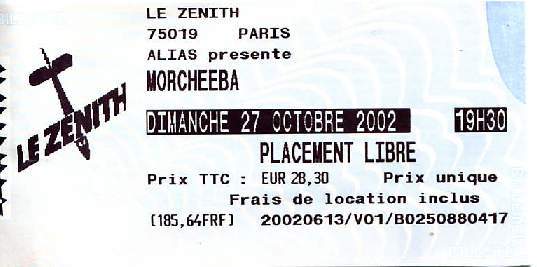 LE ZENITH
75019 PARIS
ALIAS presente
MORCHEEBA
LE ZENITH
DIMANCHE 27 OCTOBRE 2002 19H30
PLACEMENT LIBRE
Prix TTC : EUR 28,30 Prix unique
Frais de location inclus
(185,64FRF) 20020613/V01/B0250880417